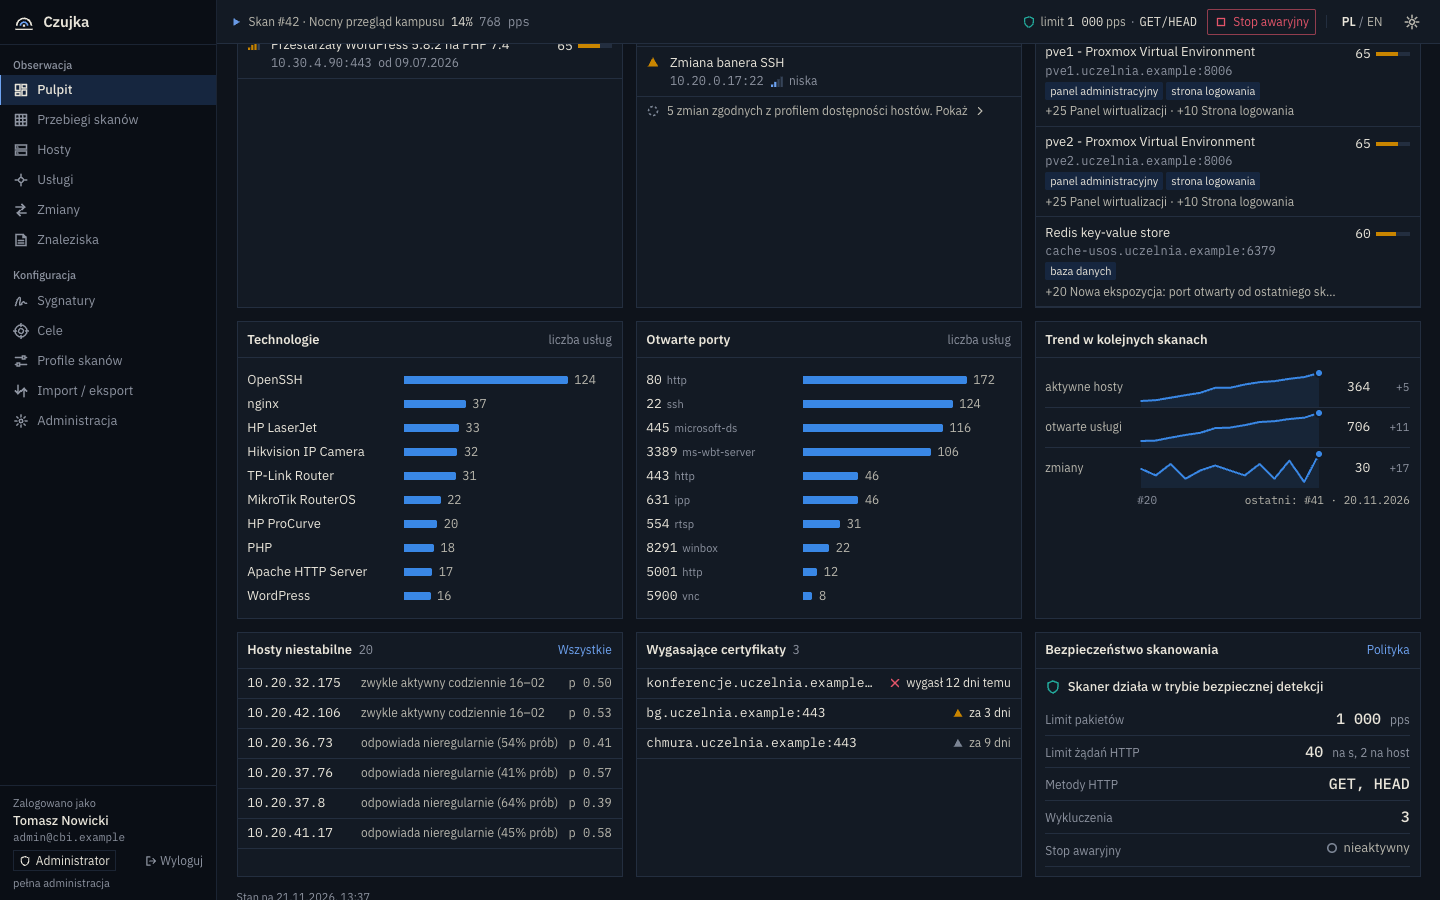 Czujka
Skan #42 · Nocny przegląd kampusu 14% 768 pps
limit 1 000 pps · GET/HEAD
Stop awaryjny
PL / EN
Obserwacja
Pulpit
Przebiegi skanów
Hosty
Usługi
Zmiany
Znaleziska
Konfiguracja
Sygnatury
Cele
Profile skanów
Import / eksport
Administracja
Zalogowano jako
Tomasz Nowicki
admin@cbi.example
Administrator
Wyloguj
pełna administracja
Przestarzały WordPress 5.8.2 na PHP 7.4 65
10.30.4.90:443 od 09.07.2026
Zmiana banera SSH
10.20.0.17:22 niska
5 zmian zgodnych z profilem dostępności hostów. Pokaż
pve1 - Proxmox Virtual Environment 65
pve1.uczelnia.example:8006
panel administracyjny strona logowania
+25 Panel wirtualizacji · +10 Strona logowania
pve2 - Proxmox Virtual Environment 65
pve2.uczelnia.example:8006
panel administracyjny strona logowania
+25 Panel wirtualizacji · +10 Strona logowania
Redis key-value store 60
cache-usos.uczelnia.example:6379
baza danych
+20 Nowa ekspozycja: port otwarty od ostatniego sk…
Technologie liczba usług
OpenSSH 124
nginx 37
HP LaserJet 33
Hikvision IP Camera 32
TP-Link Router 31
MikroTik RouterOS 22
HP ProCurve 20
PHP 18
Apache HTTP Server 17
WordPress 16
Otwarte porty liczba usług
80 http 172
22 ssh 124
445 microsoft-ds 116
3389 ms-wbt-server 106
443 http 46
631 ipp 46
554 rtsp 31
8291 winbox 22
5001 http 12
5900 vnc 8
Trend w kolejnych skanach
aktywne hosty 364 +5
otwarte usługi 706 +11
zmiany 30 +17
#20 ostatni: #41 · 20.11.2026
Hosty niestabilne 20 Wszystkie
10.20.32.175 zwykle aktywny codziennie 16–02 p 0.50
10.20.42.106 zwykle aktywny codziennie 16–02 p 0.53
10.20.36.73 odpowiada nieregularnie (54% prób) p 0.41
10.20.37.76 odpowiada nieregularnie (41% prób) p 0.57
10.20.37.8 odpowiada nieregularnie (64% prób) p 0.39
10.20.41.17 odpowiada nieregularnie (45% prób) p 0.58
Wygasające certyfikaty 3
konferencje.uczelnia.example… wygasł 12 dni temu
bg.uczelnia.example:443 za 3 dni
chmura.uczelnia.example:443 za 9 dni
Bezpieczeństwo skanowania Polityka
Skaner działa w trybie bezpiecznej detekcji
Limit pakietów 1 000 pps
Limit żądań HTTP 40 na s, 2 na host
Metody HTTP GET, HEAD
Wykluczenia 3
Stop awaryjny nieaktywny
Stan na 21.11.2026, 13:37